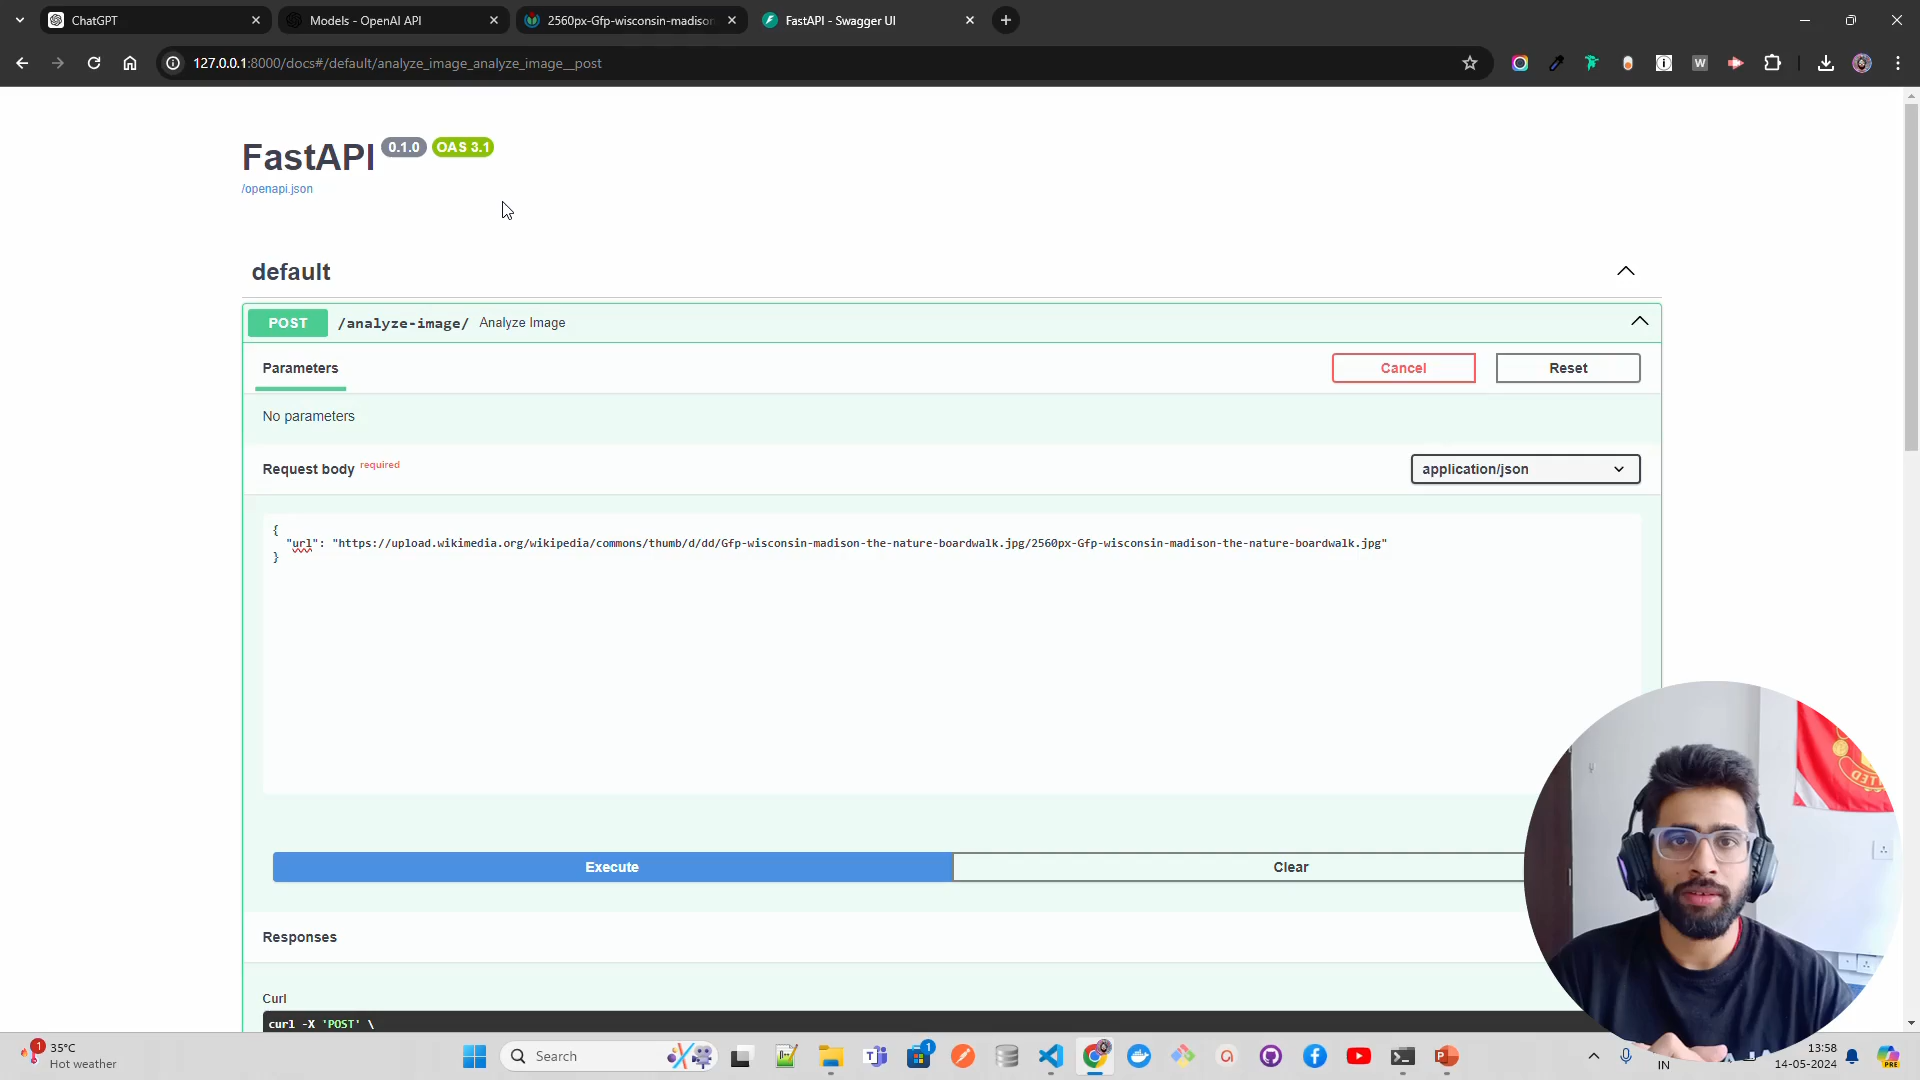 ChatGPT
Models - OpenAI API
2560px-Gfp-wisconsin-madison
FastAPI - Swagger UI
127.0.0.1:8000/docs#/default/analyze_image_analyze_image__post
FastAPI 0.1.0 OAS 3.1
/openapi.json
default
POST /analyze-image/ Analyze Image
Parameters
Cancel
Reset
No parameters
Request body required
application/json
{
"url": "https://upload.wikimedia.org/wikipedia/commons/thumb/d/dd/Gfp-wisconsin-madison-the-nature-boardwalk.jpg/2560px-Gfp-wisconsin-madison-the-nature-boardwalk.jpg"
}
Execute
Clear
Responses
Curl
curl -X 'POST' \
1
35°C
Hot weather
Search
1
IN
13:58
14-05-2024
PRE
W